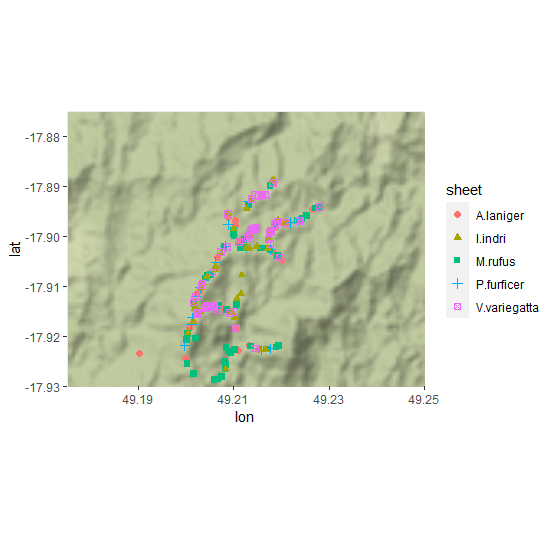 -17.88
-17.89
-17.90
-17.91
-17.92
-17.93
lat
49.19
49.21
49.23
49.25
lon
sheet
A.laniger
I.indri
M.rufus
P.furficer
V.variegatta